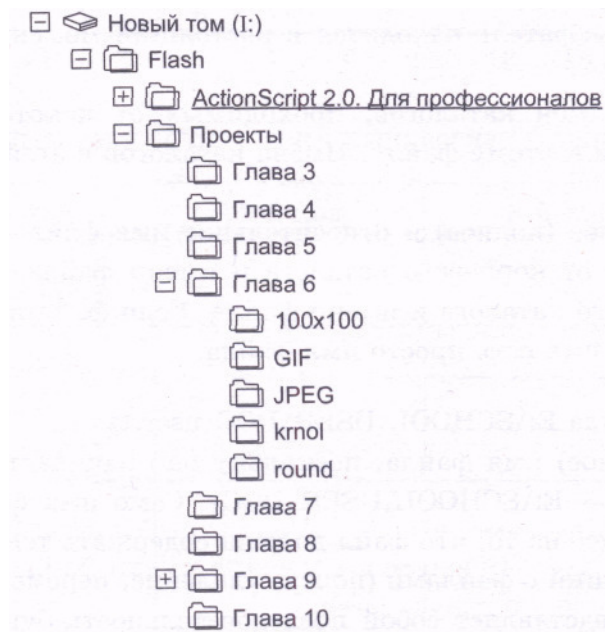 Новый том (I:)
Flash
ActionScript 2.0. Для профессионалов
Проекты
Глава 3
Глава 4
Глава 5
Глава 6
100x100
GIF
JPEG
krnol
round
Глава 7
Глава 8
Глава 9
Глава 10